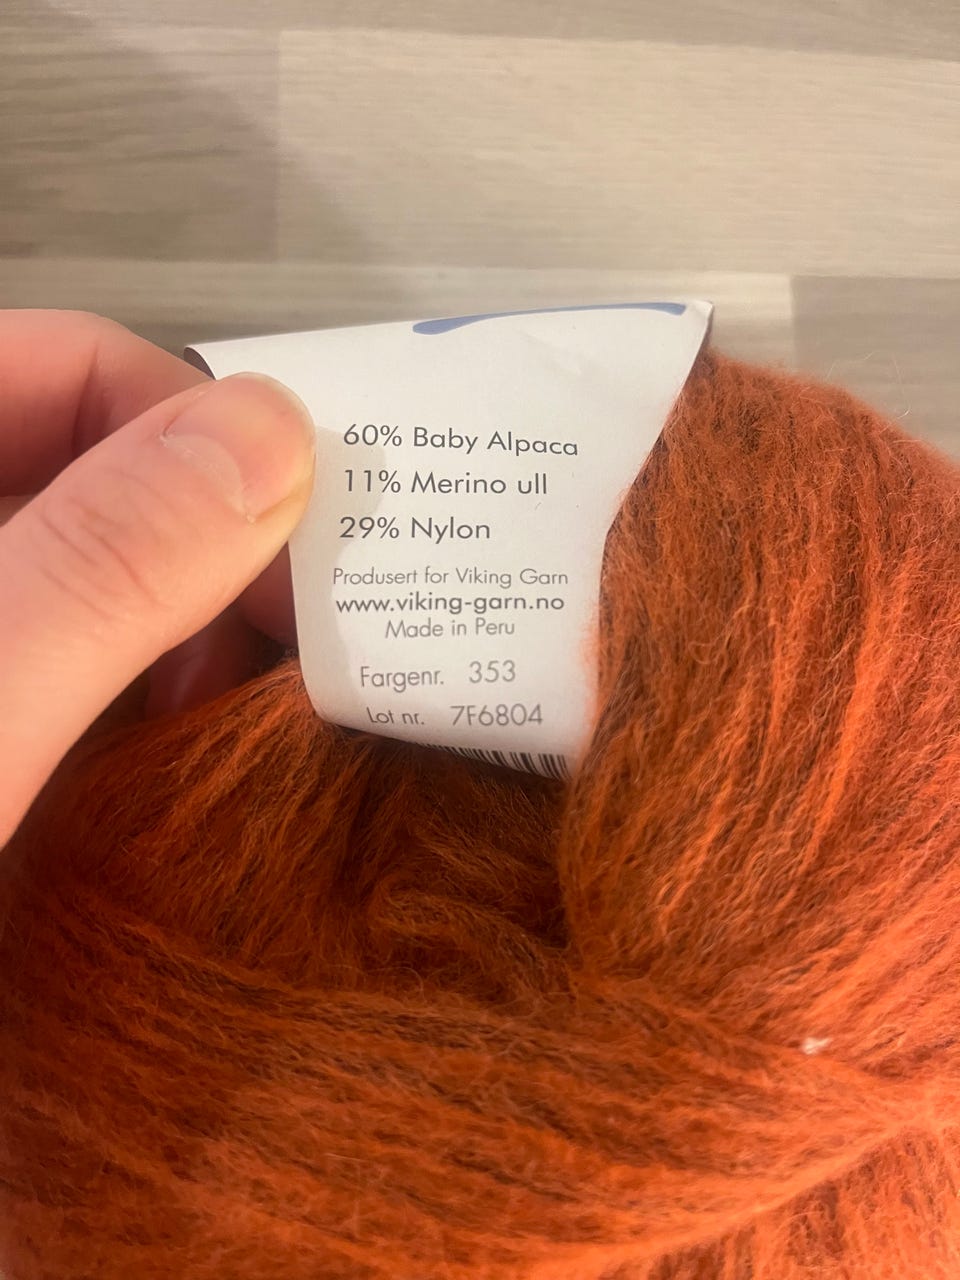 60% Baby Alpaca
11% Merino ull
29% Nylon
Produsert for Viking Garn
www.viking-garn.no
Made in Peru
Fargenr. 353
Lot nr. 7F6804